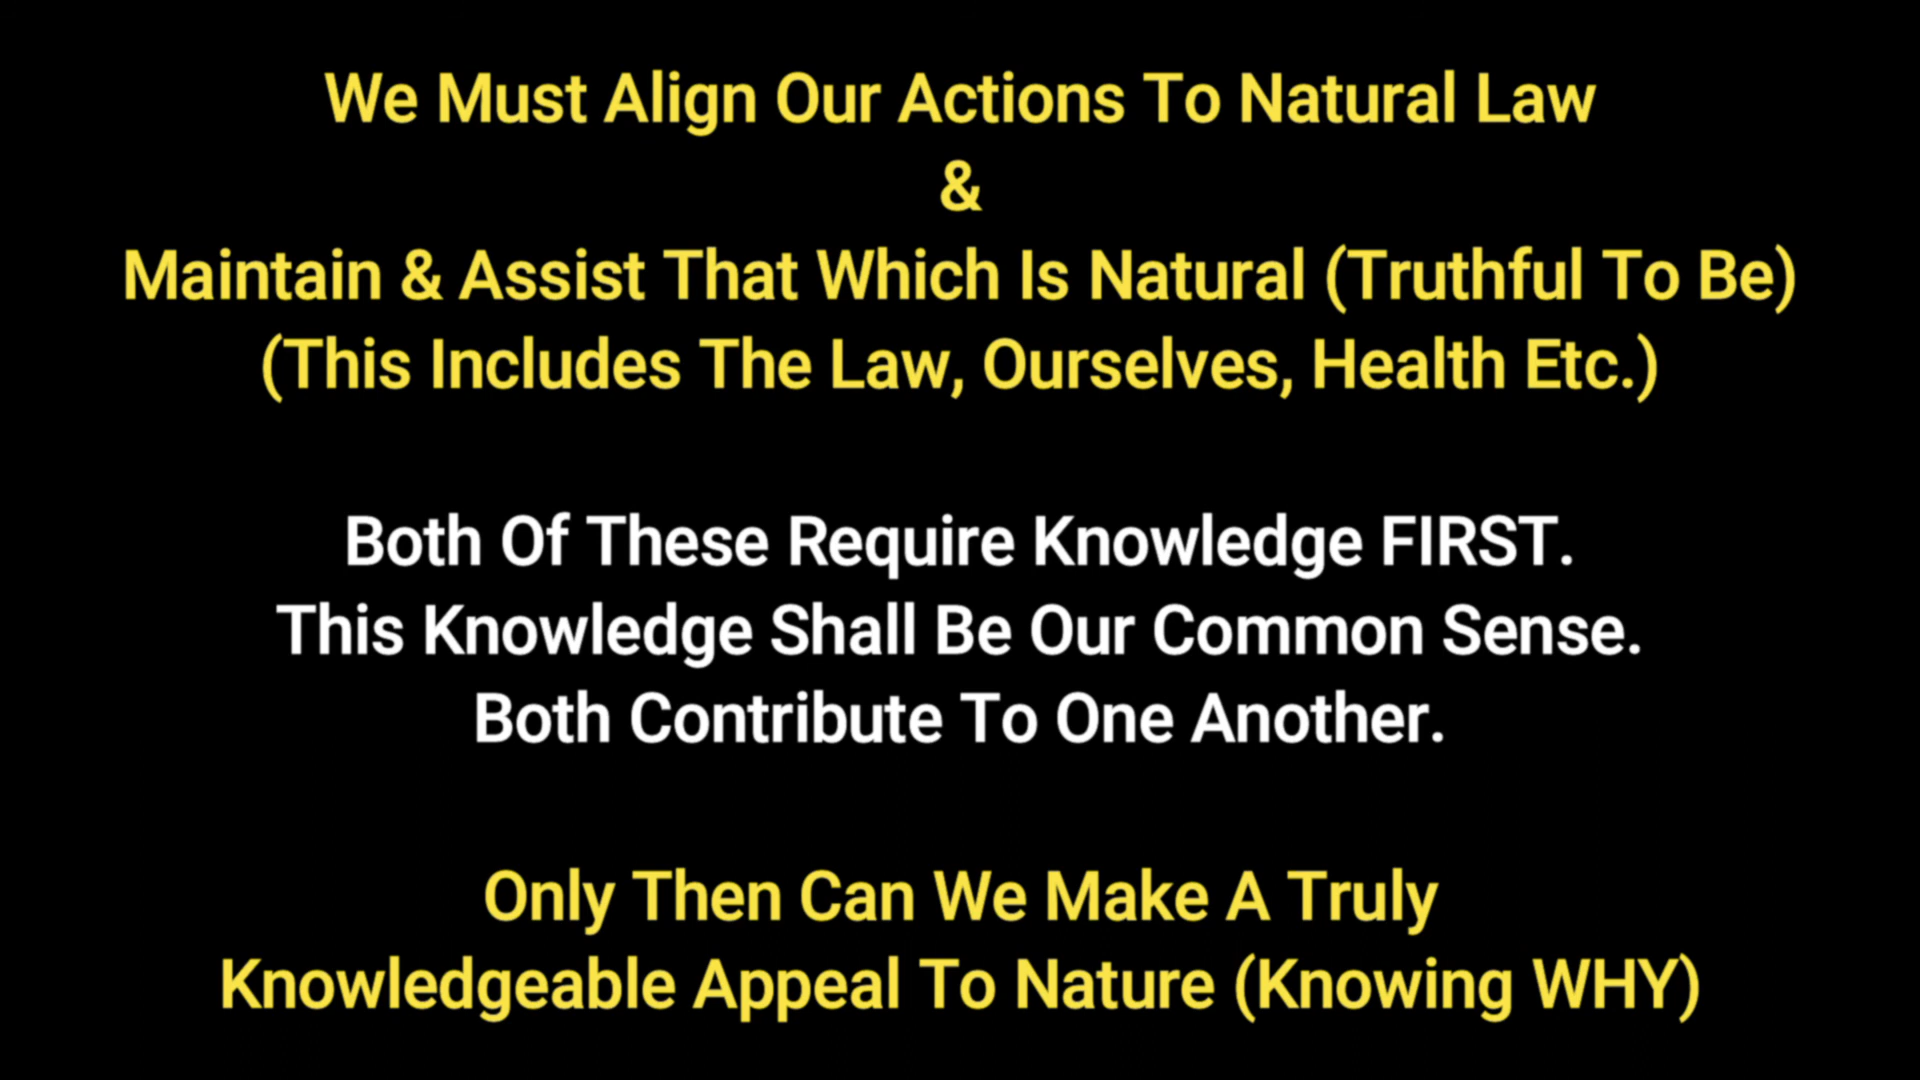 We Must Align Our Actions To Natural Law
&
Maintain & Assist That Which Is Natural (Truthful To Be)
(This Includes The Law, Ourselves, Health Etc.)
Both Of These Require Knowledge FIRST.
This Knowledge Shall Be Our Common Sense.
Both Contribute To One Another.
Only Then Can We Make A Truly
Knowledgeable Appeal To Nature (Knowing WHY)